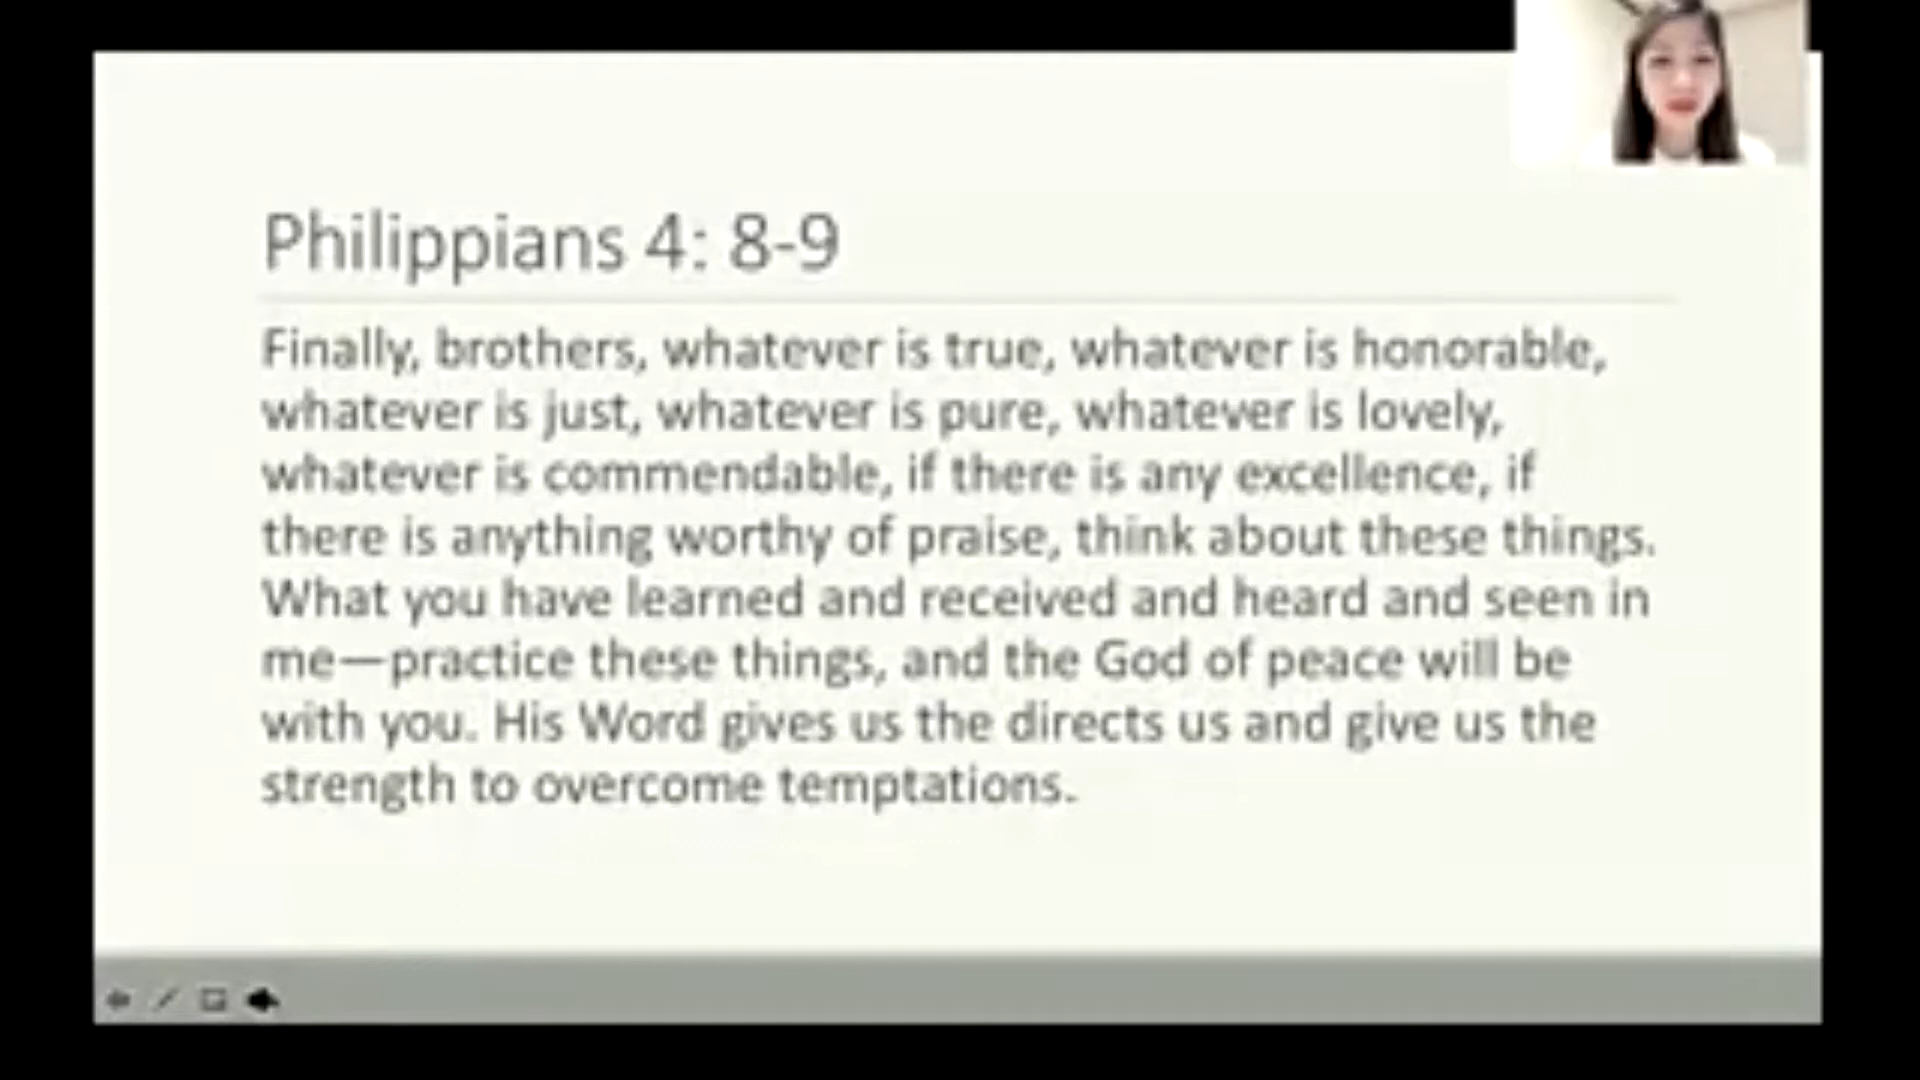 Philippians 4: 8-9
Finally, brothers, whatever is true, whatever is honorable,
whatever is just, whatever is pure, whatever is lovely,
whatever is commendable, if there is any excellence, if
there is anything worthy of praise, think about these things.
What you have learned and received and heard and seen in
me—practice these things, and the God of peace will be
with you. His Word gives us the directs us and give us the
strength to overcome temptations.